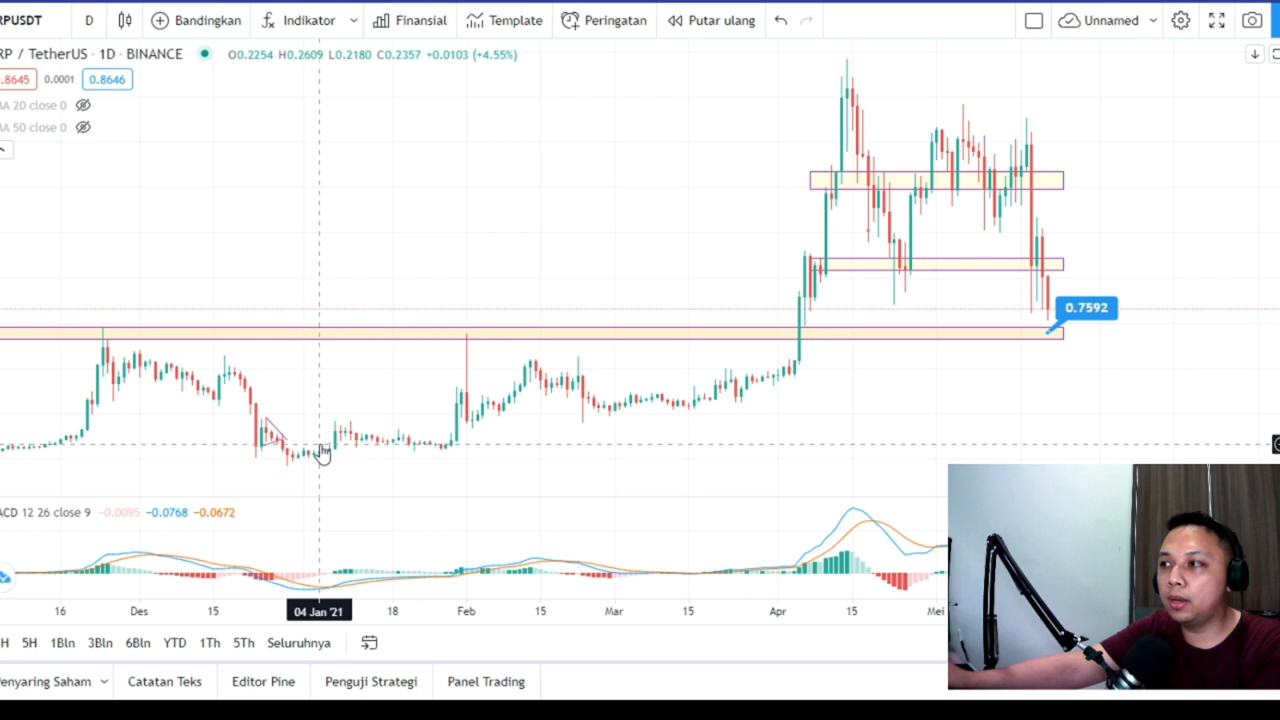 RPUSDT D Bandingkan Indikator Finansial Template Peringatan Putar ulang Unnamed
RP / TetherUS · 1D · BINANCE O0.2254 H0.2609 L0.2180 C0.2357 +0.0103 (+4.55%)
.8645 0.0001 0.8646
MA 20 close 0
MA 50 close 0
0.7592
ACD 12 26 close 9 -0.0095 -0.0768 -0.0672
16 Des 15 04 Jan '21 18 Feb 15 Mar 15 Apr 15 Mei
H 5H 1Bln 3Bln 6Bln YTD 1Th 5Th Seluruhnya
enyaring Saham Catatan Teks Editor Pine Penguji Strategi Panel Trading